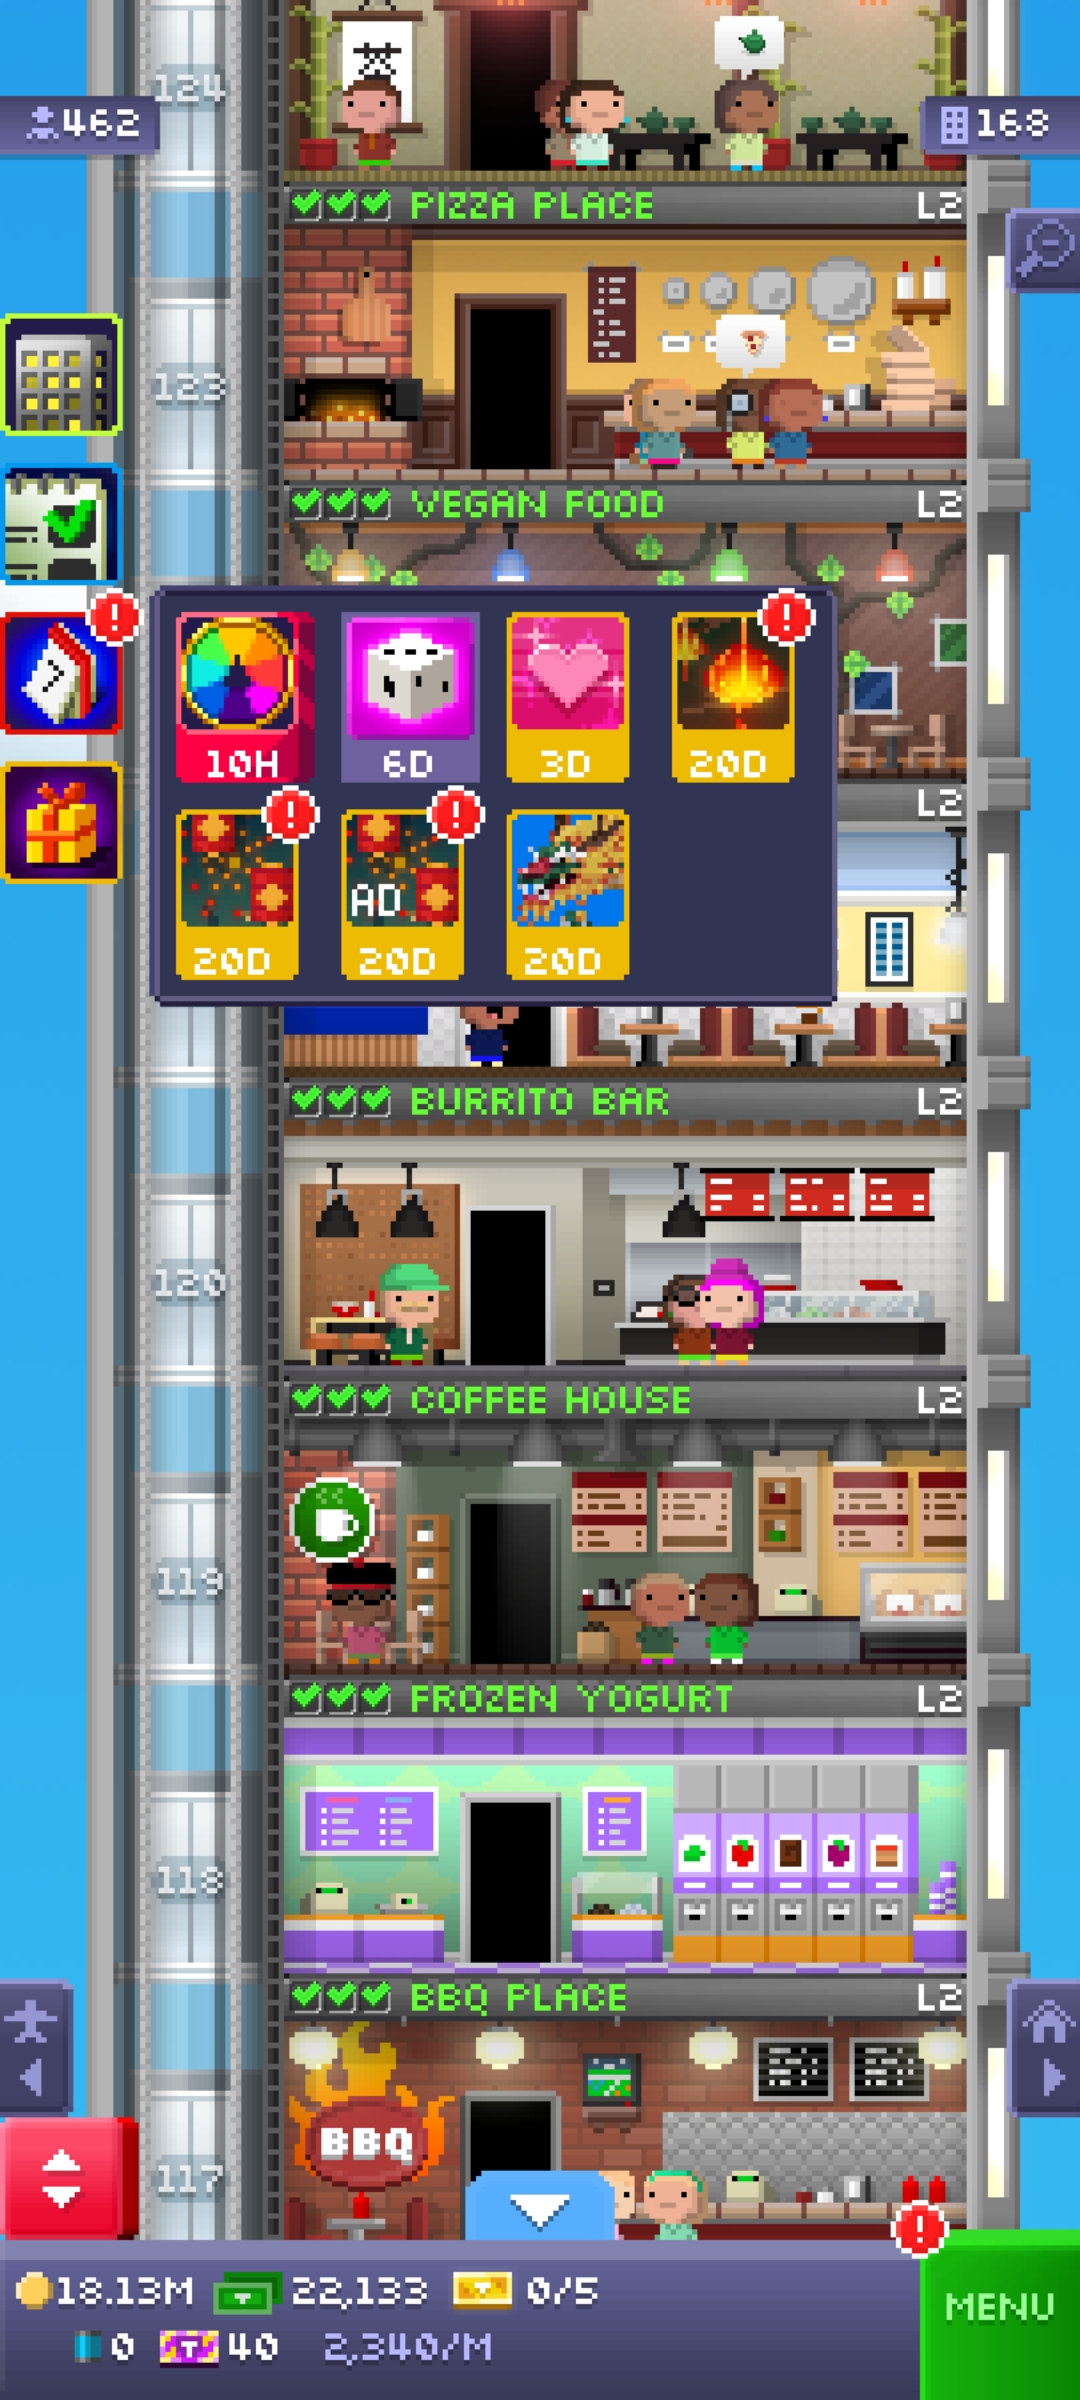 124
462
168
PIZZA PLACE L2
123
VEGAN FOOD L2
10H 6D 3D 20D
L2
AD
20D 20D 20D
BURRITO BAR L2
120
COFFEE HOUSE L2
119
FROZEN YOGURT L2
118
BBQ PLACE L2
BBQ
117
18.13M 22,133 0/5
MENU
0 40 2,340/M